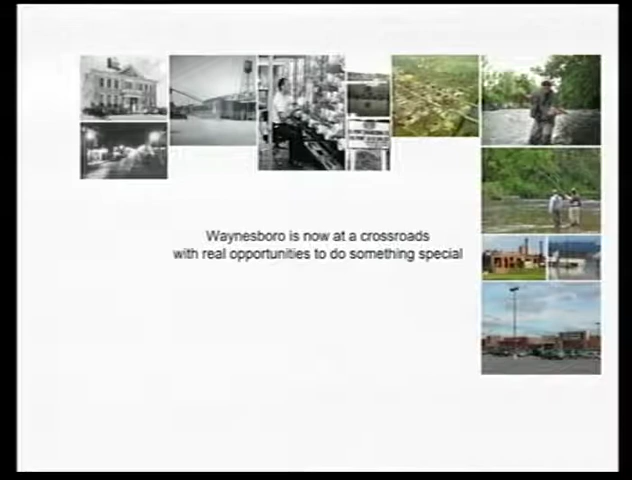 Waynesboro is now at a crossroads
with real opportunities to do something special